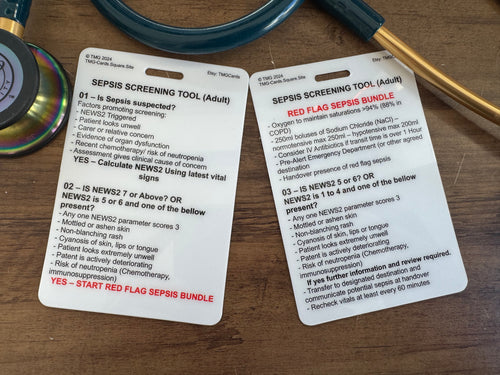 © TMG 2024
TMG-Cards.Square.Site
Etsy: TMGCards
SEPSIS SCREENING TOOL (Adult)
01 – Is Sepsis suspected?
Factors promoting screening:
- NEWS2 Triggered
- Patient looks unwell
- Carer or relative concern
- Evidence of organ dysfunction
- Recent chemotherapy/ risk of neutropenia
- Assessment gives clinical cause of concern
YES – Calculate NEWS2 Using latest vital
signs
02 – IS NEWS2 7 or Above? OR
NEWS2 is 5 or 6 and one of the bellow
present?
- Any one NEWS2 parameter scores 3
- Mottled or ashen skin
- Non-blanching rash
- Cyanosis of skin, lips or tongue
- Patient looks extremely unwell
- Patent is actively deteriorating
- Risk of neutropenia (Chemotherapy,
immunosuppression)
YES – START RED FLAG SEPSIS BUNDLE
© TMG 2024
TMG-Cards.Square.Site
Etsy: TMGCards
SEPSIS SCREENING TOOL (Adult)
RED FLAG SEPSIS BUNDLE
- Oxygen to maintain saturations >94% (88% in
COPD)
- 250ml boluses of Sodium Chloride (NaCl) –
normotensive max 250ml – hypotensive max 200ml
- Consider IV Antibiotics if transit time is over 1 Hour
- Pre-Alert Emergency Department (or other agreed
destination
- Handover presence of red flag sepsis
03 – IS NEWS2 5 or 6? OR
NEWS2 is 1 to 4 and one of the bellow
present?
- Any one NEWS2 parameter scores 3
- Mottled or ashen skin
- Non-blanching rash
- Cyanosis of skin, lips or tongue
- Patient looks extremely unwell
- Patent is actively deteriorating
- Risk of neutropenia (Chemotherapy,
immunosuppression)
If yes further information and review required.
- Transfer to designated destination and
communicate potential sepsis at handover
- Recheck vitals at least every 60 minutes